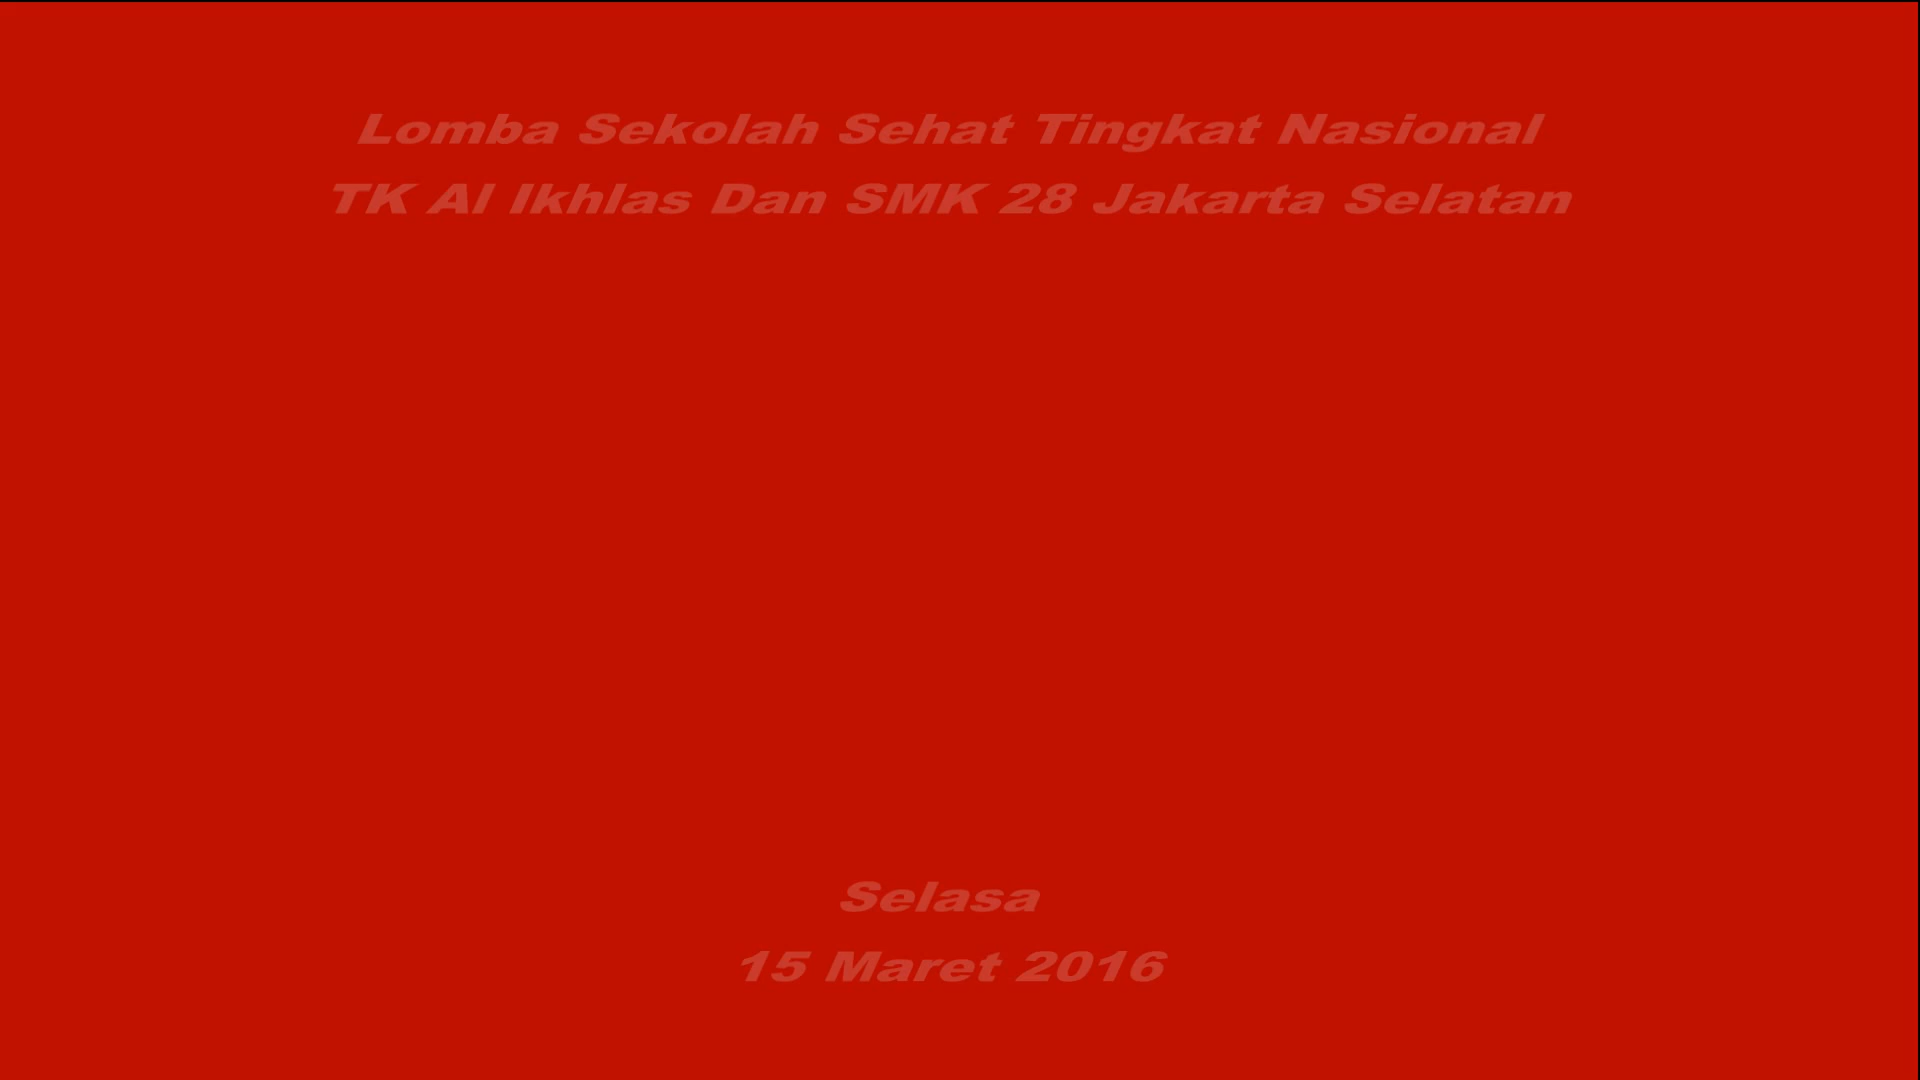 Lomba Sekolah Sehat Tingkat Nasional
TK Al Ikhlas Dan SMK 28 Jakarta Selatan
Selasa
15 Maret 2016